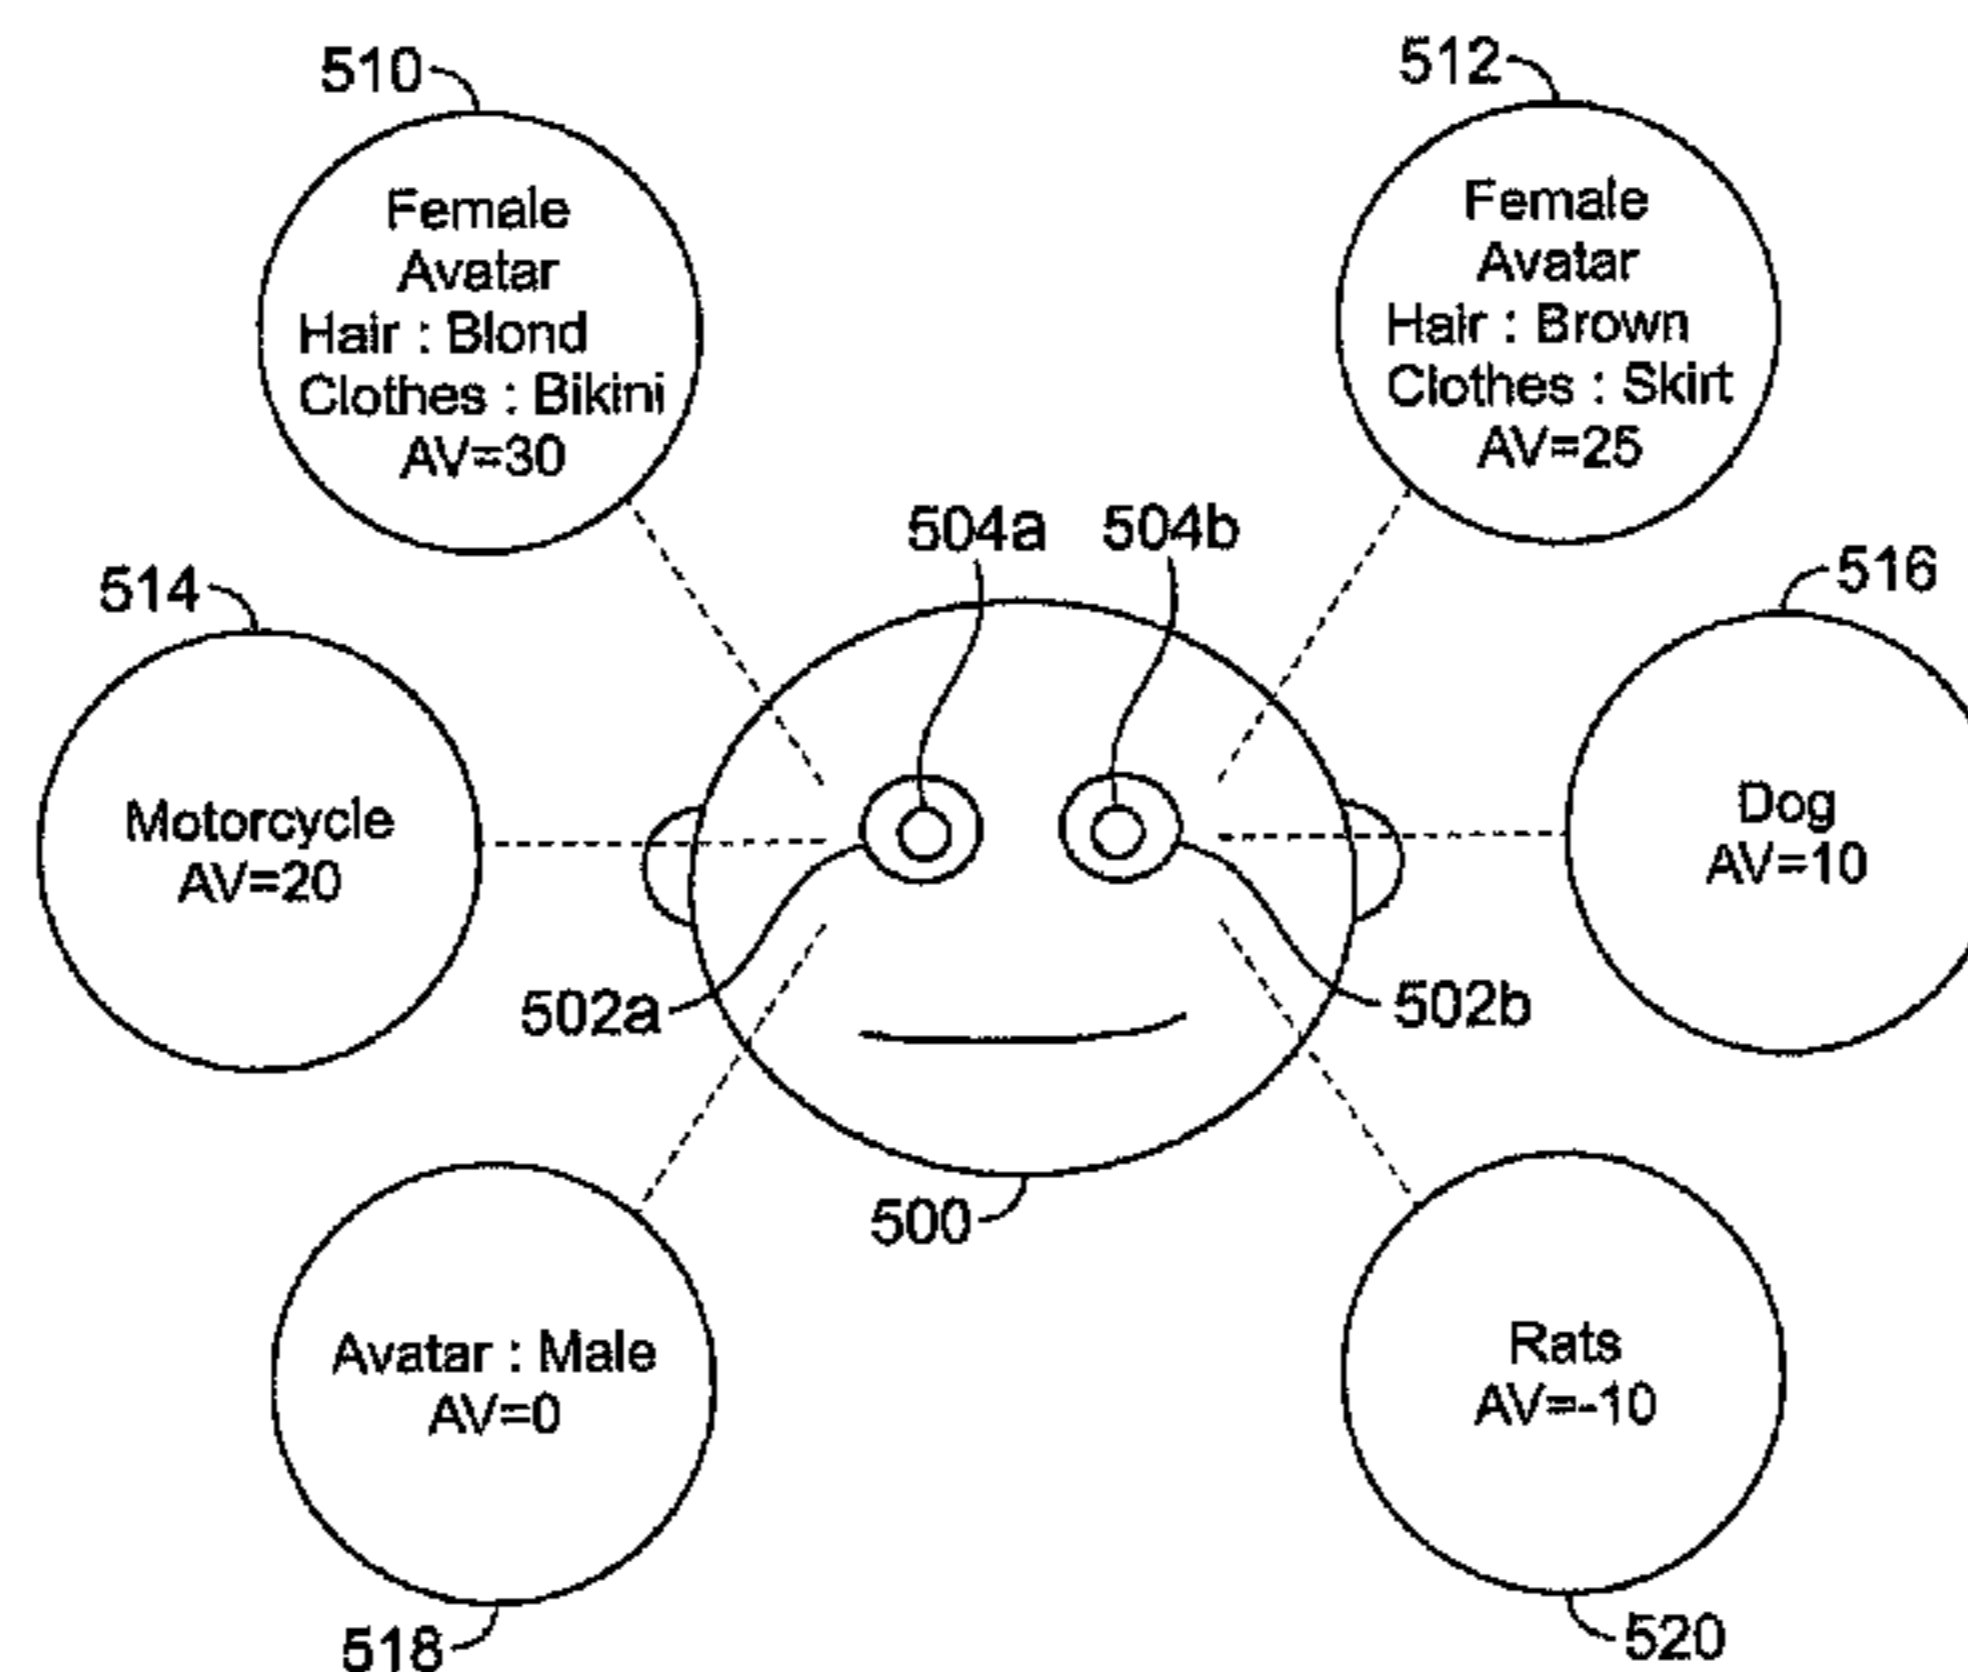 510
512
Female
Avatar
Hair : Blond
Clothes : Bikini
AV=30
Female
Avatar
Hair : Brown
Clothes : Skirt
AV=25
504a
504b
514
516
Motorcycle
AV=20
Dog
AV=10
502a
502b
500
Avatar : Male
AV=0
Rats
AV=-10
518
520